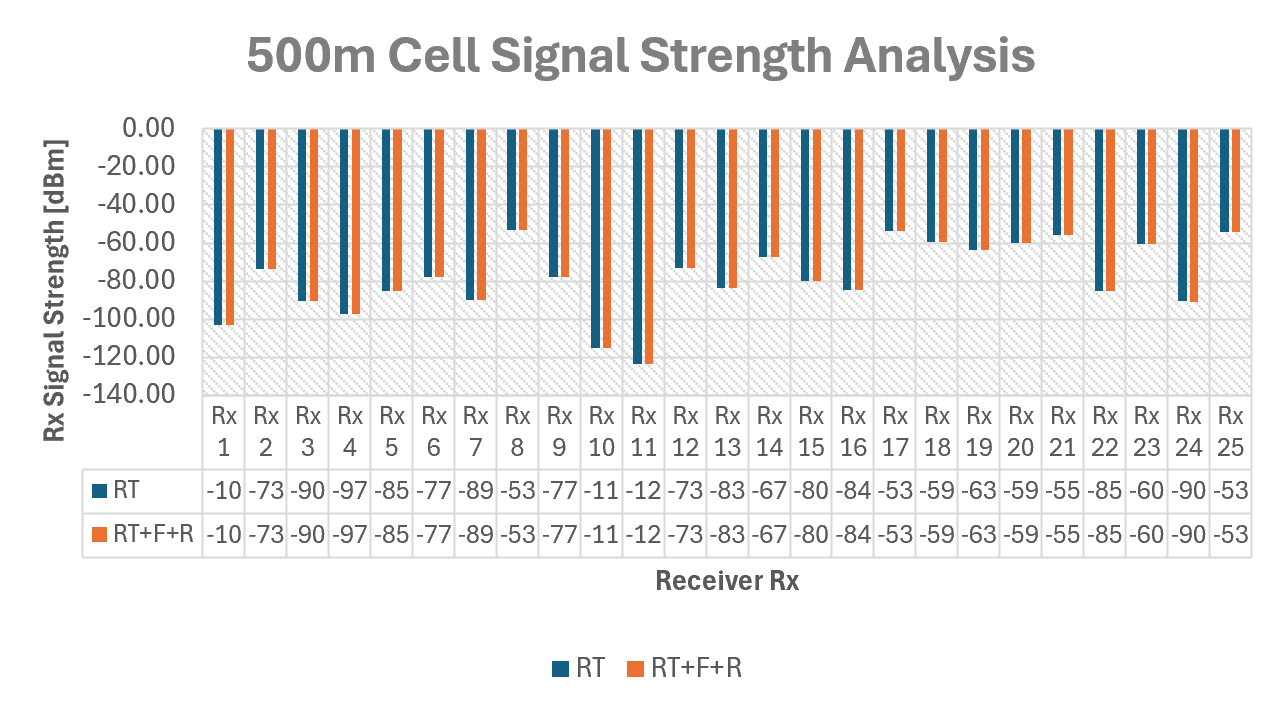 500m Cell Signal Strength Analysis
Rx Signal Strength [dBm]
0.00
-20.00
-40.00
-60.00
-80.00
-100.00
-120.00
-140.00
Rx Rx Rx Rx Rx Rx Rx Rx Rx Rx Rx Rx Rx Rx Rx Rx Rx Rx Rx Rx Rx Rx Rx Rx Rx
1 2 3 4 5 6 7 8 9 10 11 12 13 14 15 16 17 18 19 20 21 22 23 24 25
RT -10 -73 -90 -97 -85 -77 -89 -53 -77 -11 -12 -73 -83 -67 -80 -84 -53 -59 -63 -59 -55 -85 -60 -90 -53
RT+F+R -10 -73 -90 -97 -85 -77 -89 -53 -77 -11 -12 -73 -83 -67 -80 -84 -53 -59 -63 -59 -55 -85 -60 -90 -53
Receiver Rx
RT RT+F+R